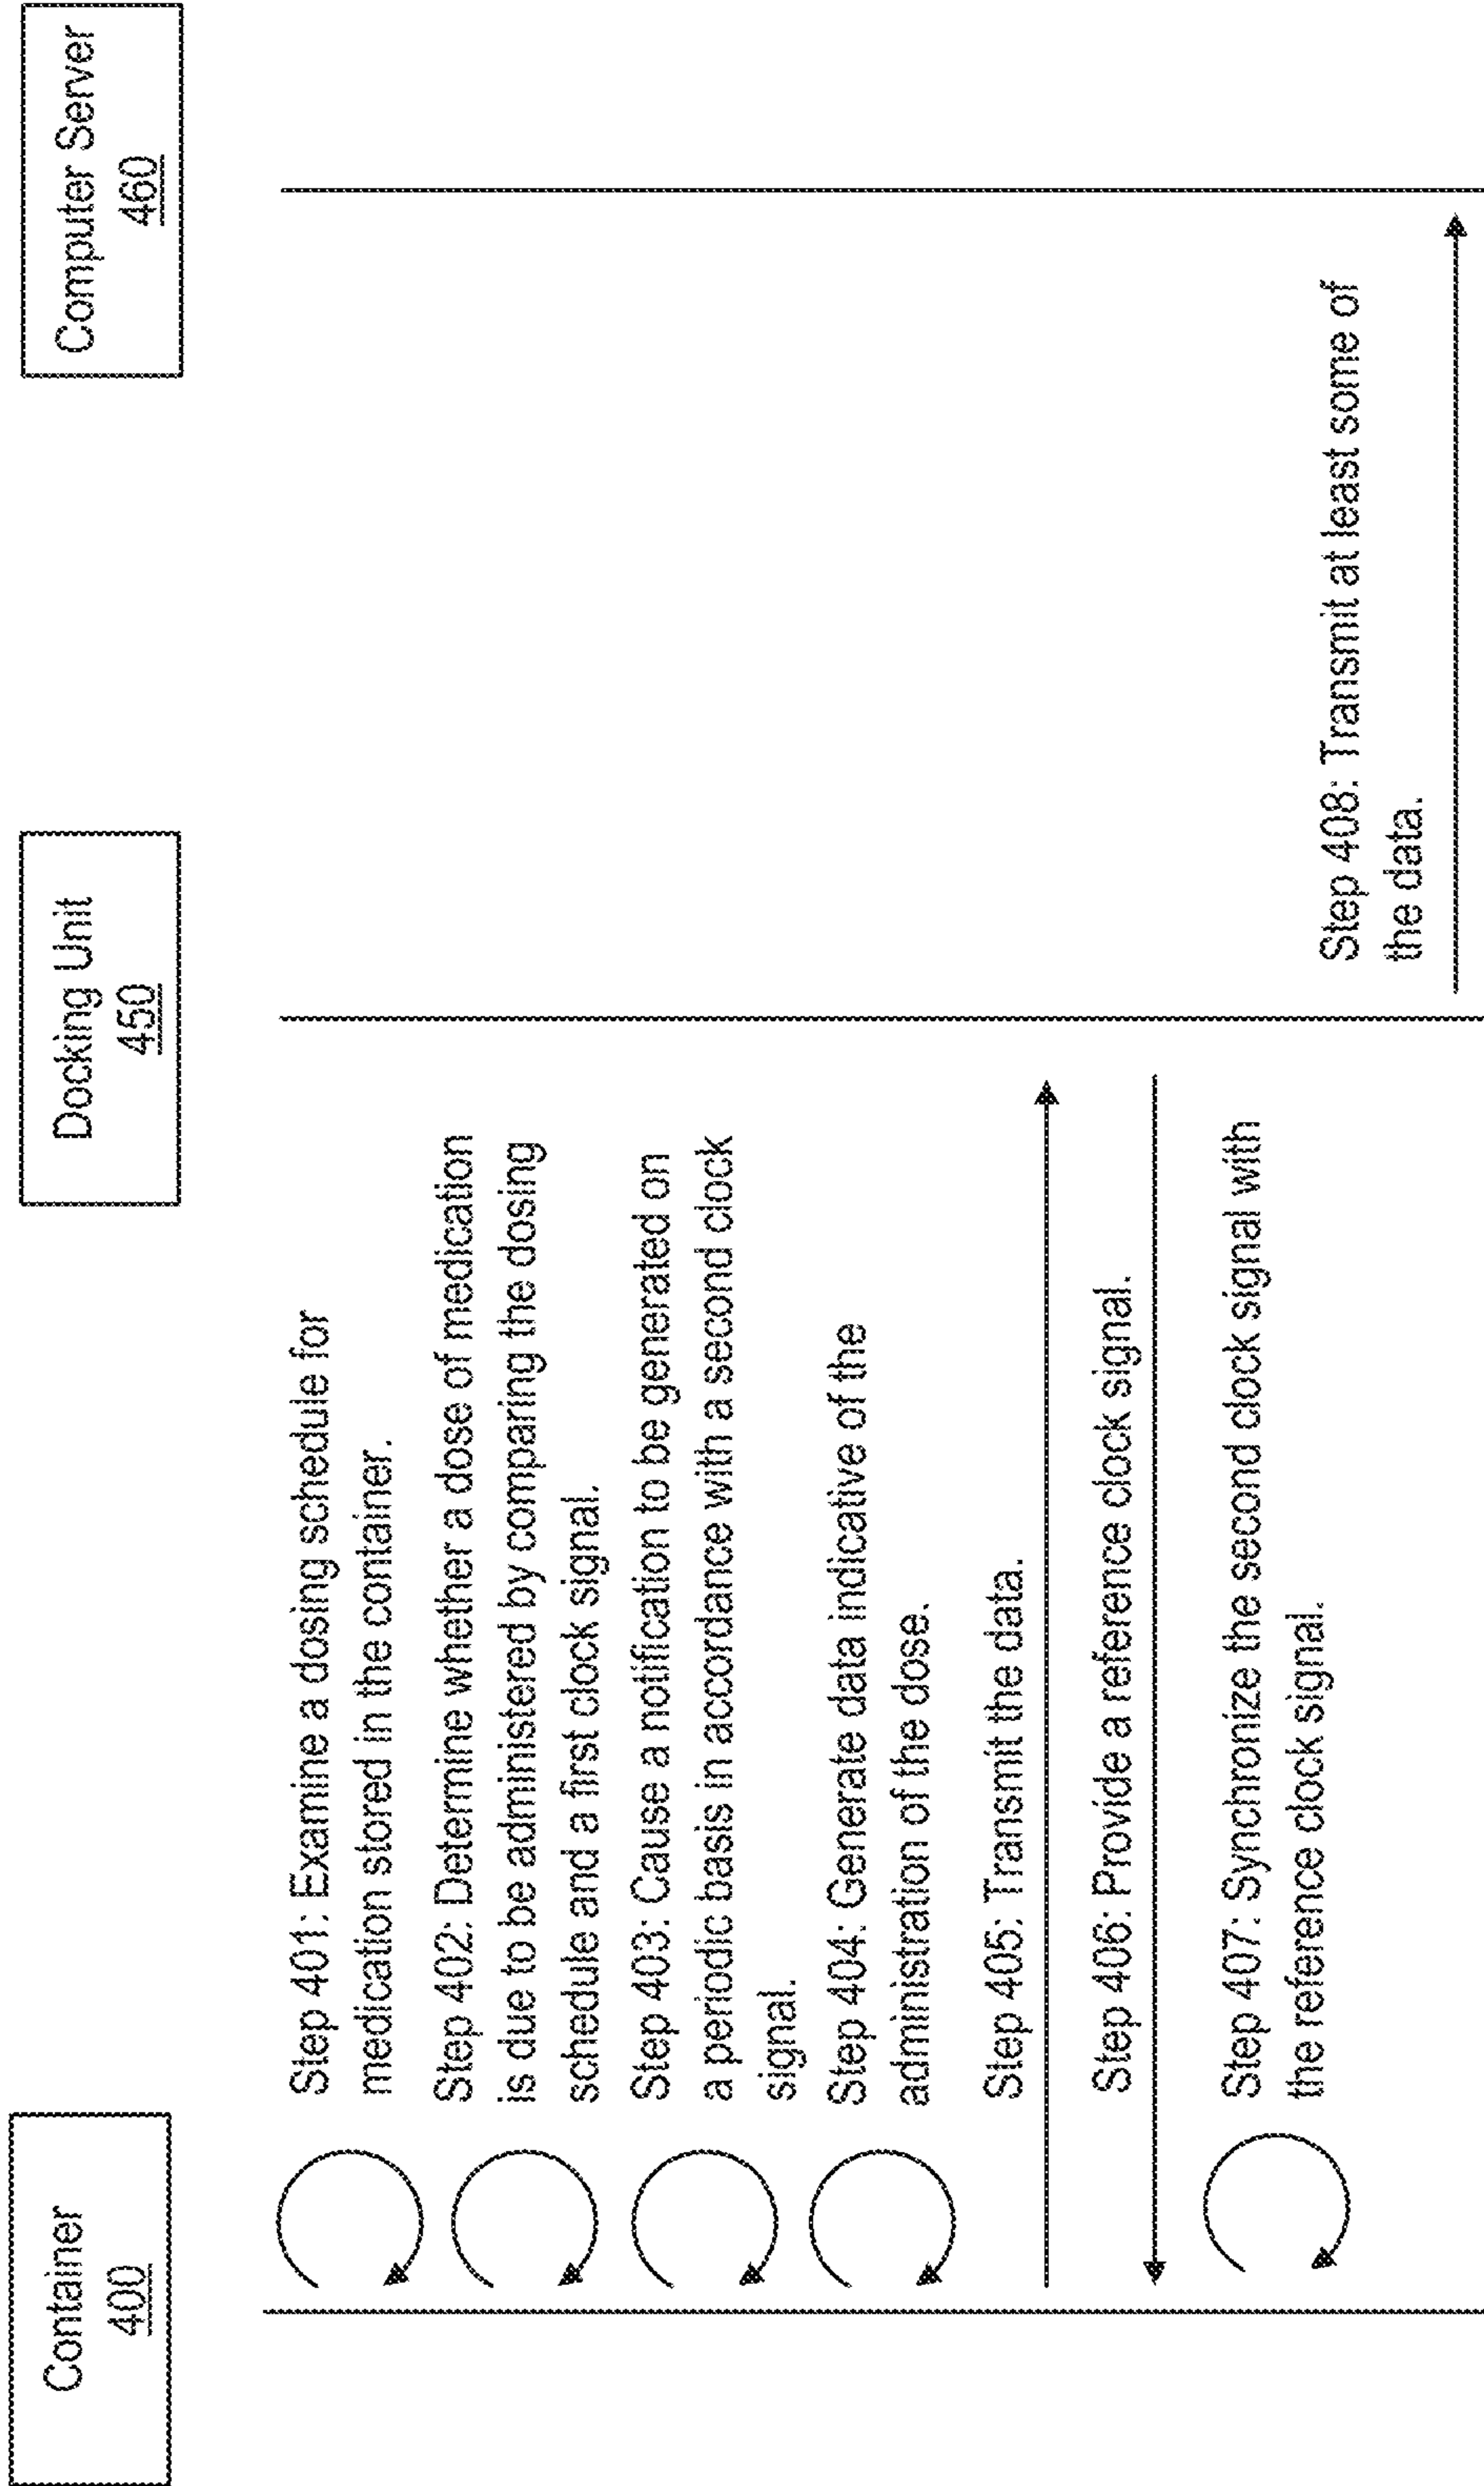 Container
400
Docking Unit
450
Computer Server
460
Step 401: Examine a dosing schedule for
medication stored in the container.
Step 402: Determine whether a dose of medication
is due to be administered by comparing the dosing
schedule and a first clock signal.
Step 403: Cause a notification to be generated on
a periodic basis in accordance with a second clock
signal.
Step 404: Generate data indicative of the
administration of the dose.
Step 405: Transmit the data.
Step 406: Provide a reference clock signal.
Step 407: Synchronize the second clock signal with
the reference clock signal.
Step 408: Transmit at least some of
the data.